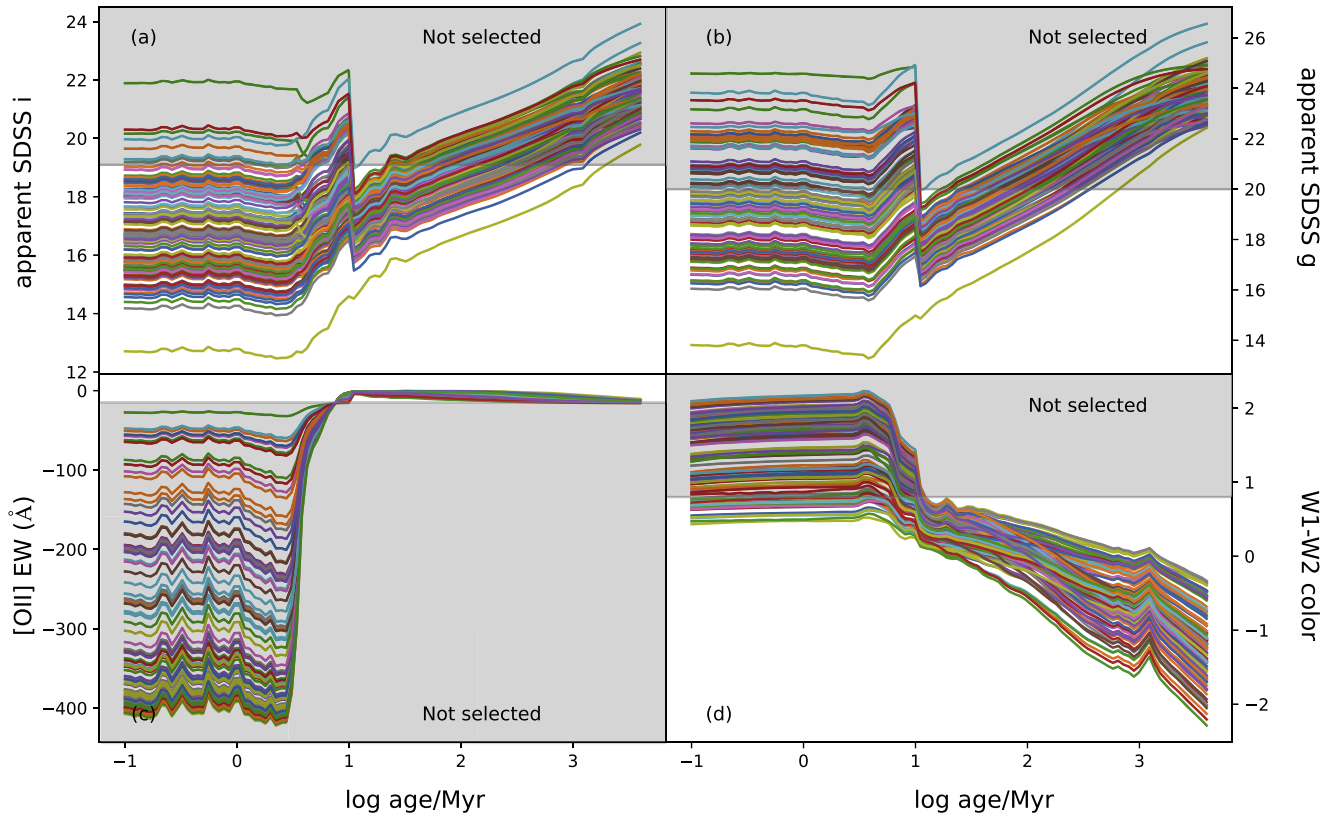 (a)
Not selected
24
22
20
18
16
14
12
apparent SDSS i
(b)
Not selected
26
24
22
20
18
16
14
apparent SDSS g
0
−100
−200
−300
−400
[OII] EW (Å)
(c)
Not selected
−1
0
1
2
3
log age/Myr
Not selected
(d)
2
1
0
−1
−2
W1-W2 color
−1
0
1
2
3
log age/Myr